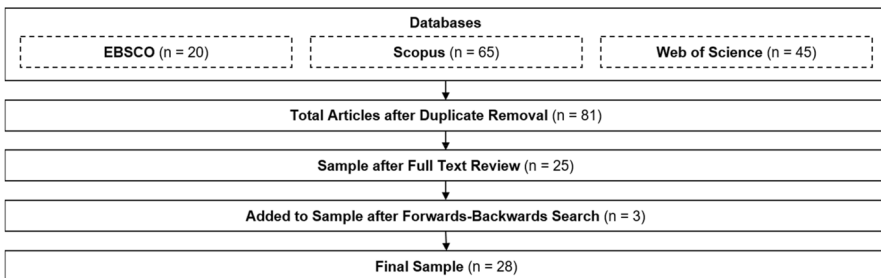 Databases
EBSCO (n = 20)
Scopus (n = 65)
Web of Science (n = 45)
Total Articles after Duplicate Removal (n = 81)
Sample after Full Text Review (n = 25)
Added to Sample after Forwards-Backwards Search (n = 3)
Final Sample (n = 28)